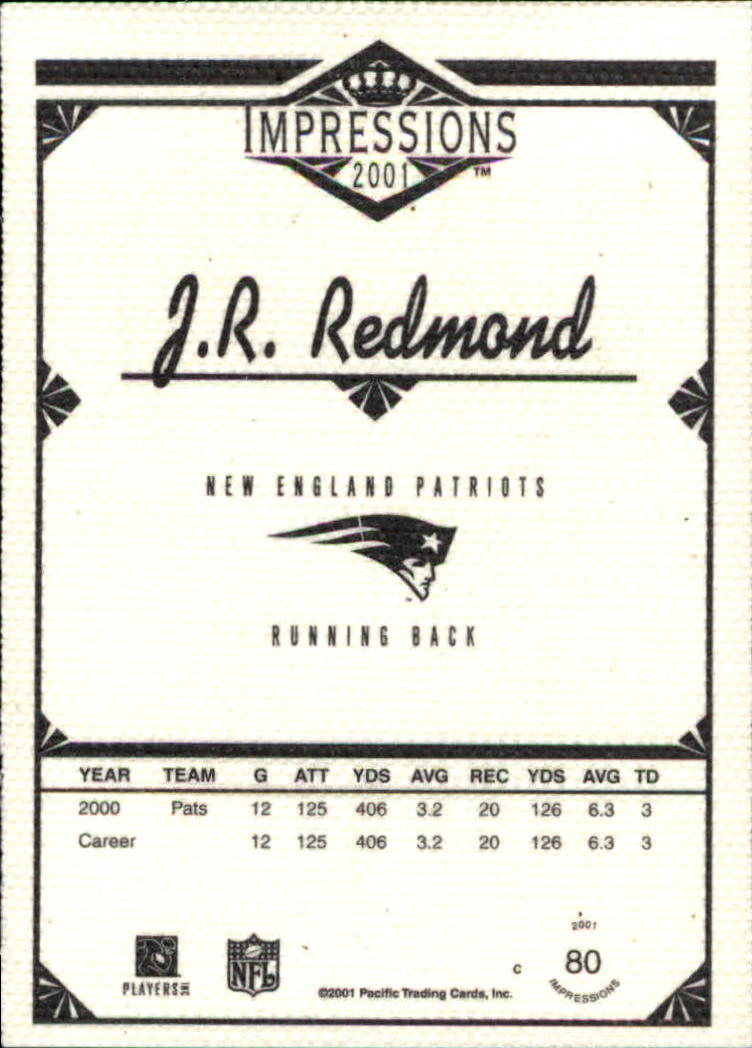 IMPRESSIONS
2001 TM
J.R. Redmond
NEW ENGLAND PATRIOTS
RUNNING BACK
YEAR TEAM G ATT YDS AVG REC YDS AVG TD
2000 Pats 12 125 406 3.2 20 126 6.3 3
Career 12 125 406 3.2 20 126 6.3 3
PLAYERS INC
NFL
©2001 Pacific Trading Cards, Inc.
C
2001
80
IMPRESSIONS